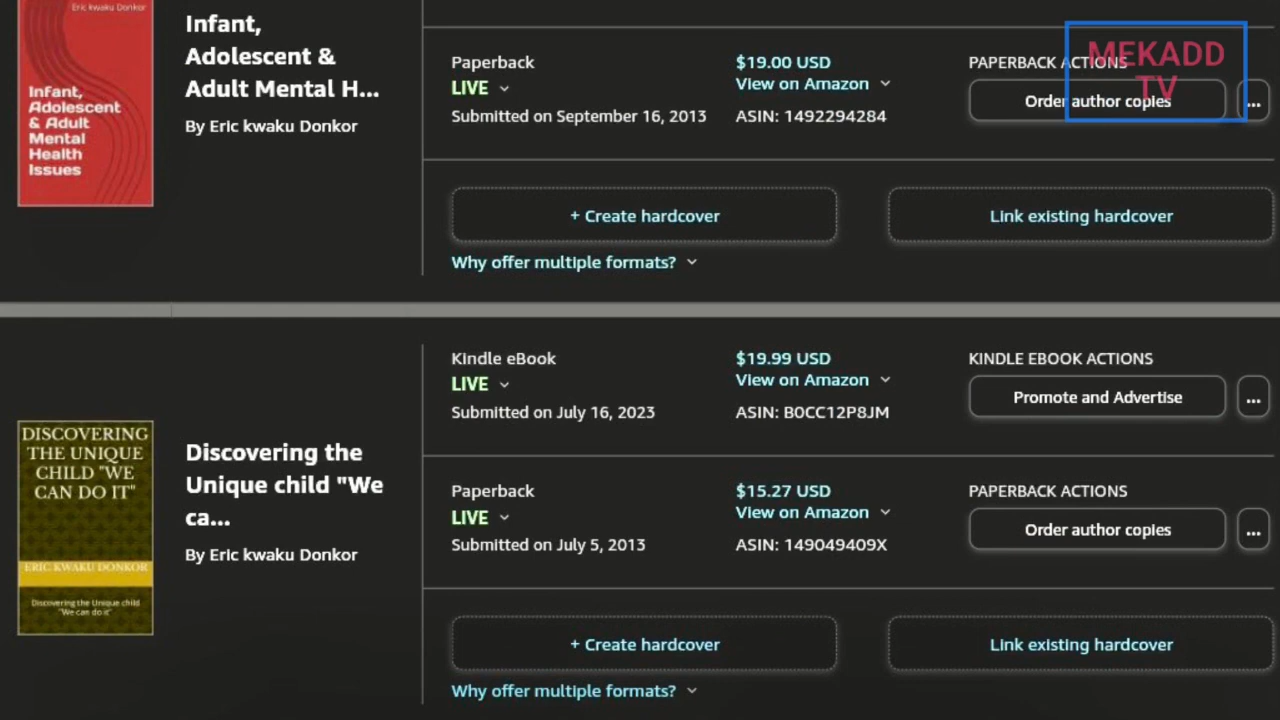 Eric kwaku Donkor
Infant,
Adolescent
& Adult
Mental
Health
Issues
Infant,
Adolescent &
Adult Mental H...
By Eric kwaku Donkor
Paperback
LIVE
Submitted on September 16, 2013
$19.00 USD
View on Amazon
ASIN: 1492294284
PAPERBACK ACTIONS
Order author copies
...
MEKADD
TV
+ Create hardcover
Link existing hardcover
Why offer multiple formats?
DISCOVERING
THE UNIQUE
CHILD "WE
CAN DO IT"
ERIC KWAKU DONKOR
Discovering the Unique child
"We can do it"
Discovering the
Unique child "We
ca...
By Eric kwaku Donkor
Kindle eBook
LIVE
Submitted on July 16, 2023
$19.99 USD
View on Amazon
ASIN: B0CC12P8JM
KINDLE EBOOK ACTIONS
Promote and Advertise
...
Paperback
LIVE
Submitted on July 5, 2013
$15.27 USD
View on Amazon
ASIN: 149049409X
PAPERBACK ACTIONS
Order author copies
...
+ Create hardcover
Link existing hardcover
Why offer multiple formats?